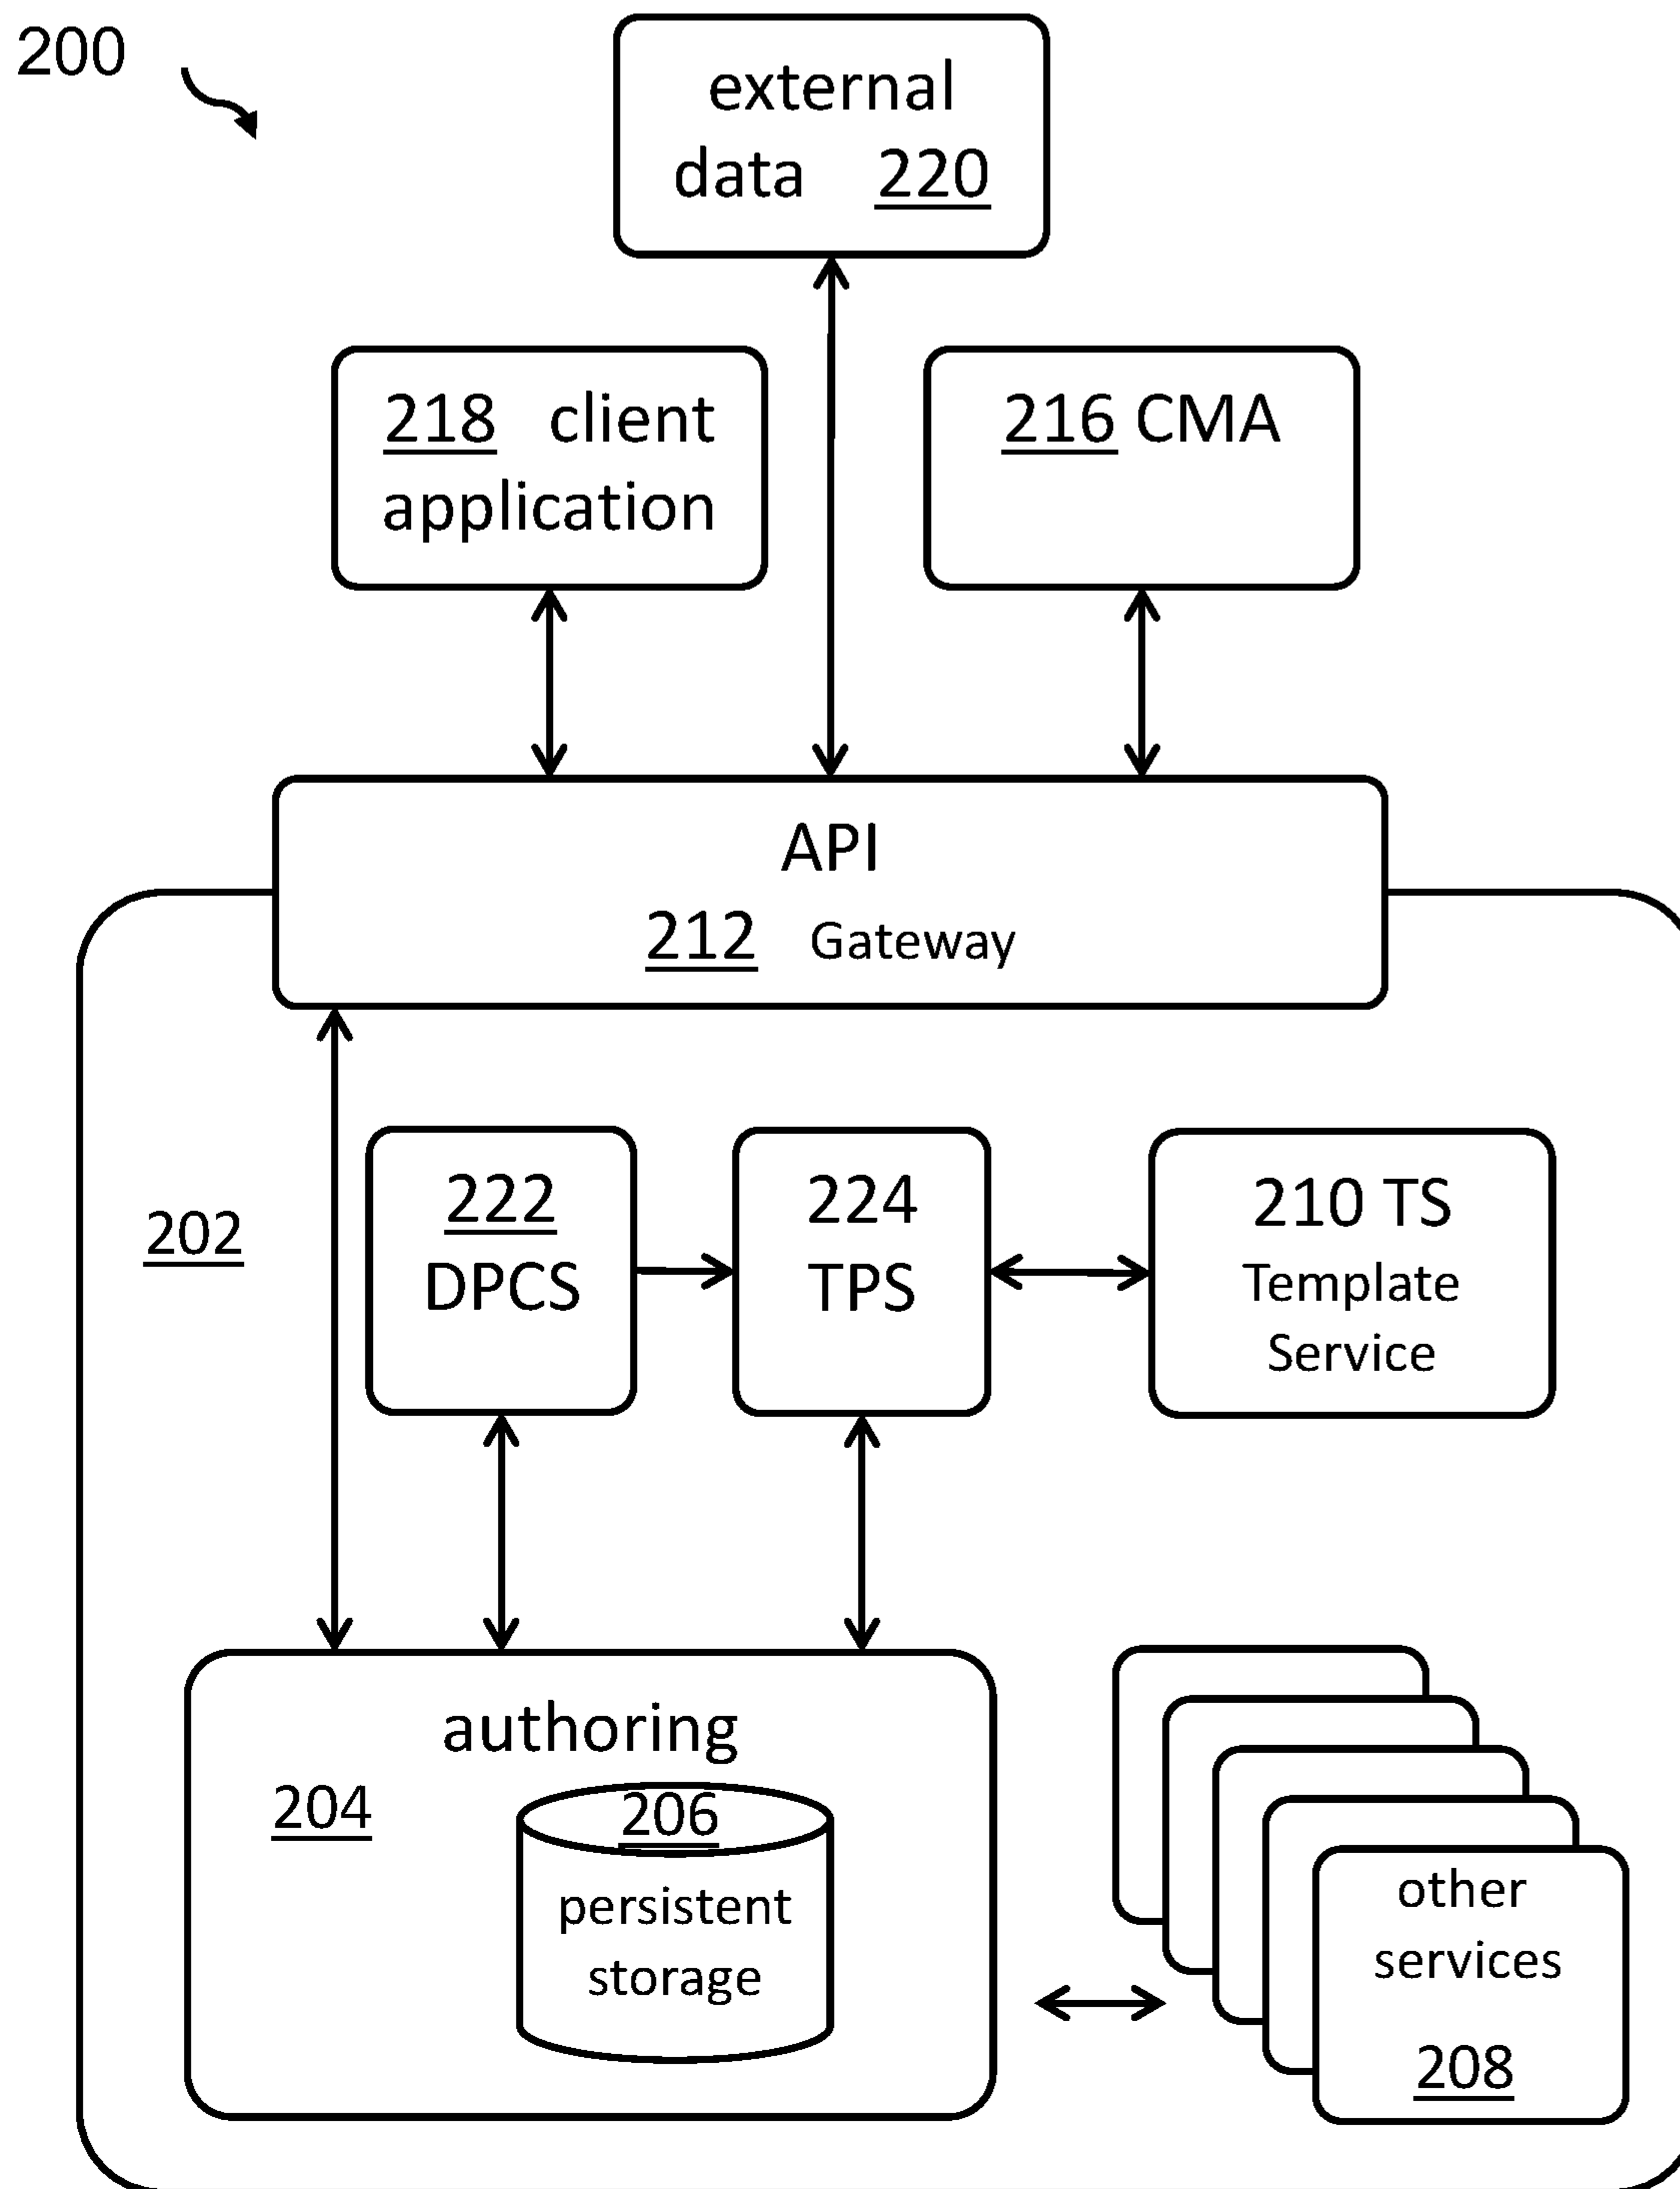 200
external
data 220
218 client
application
216 CMA
API
212 Gateway
202
222
DPCS
224
TPS
210 TS
Template
Service
authoring
204
206
persistent
storage
other
services
208